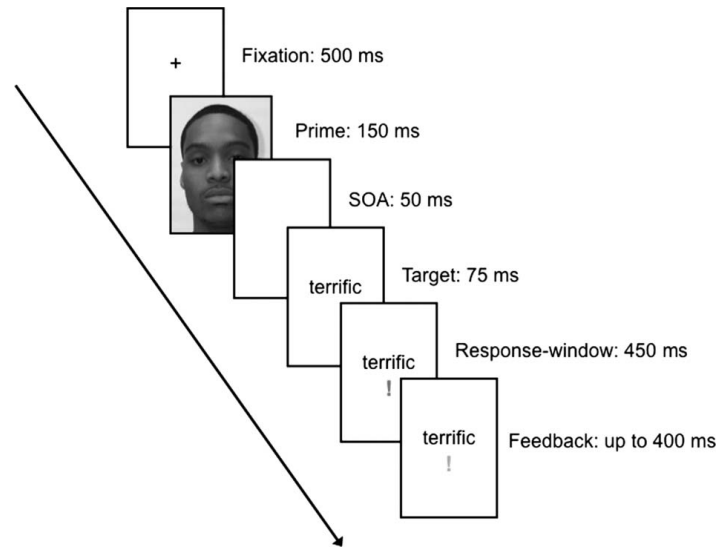 +
Fixation: 500 ms
Prime: 150 ms
SOA: 50 ms
terrific
Target: 75 ms
terrific
!
Response-window: 450 ms
terrific
!
Feedback: up to 400 ms